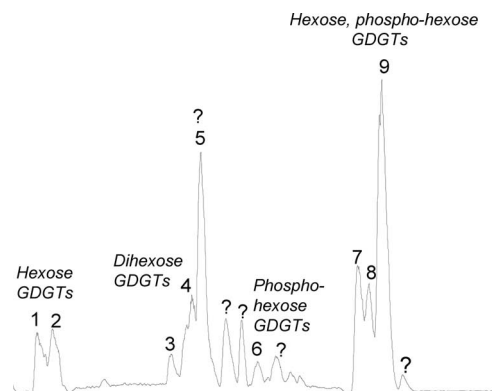 Hexose, phospho-hexose
GDGTs
9
?
5
Dihexose
GDGTs
Hexose
GDGTs
4
Phospho-
hexose
GDGTs
7
8
1 2
3
?
?
6
?
?